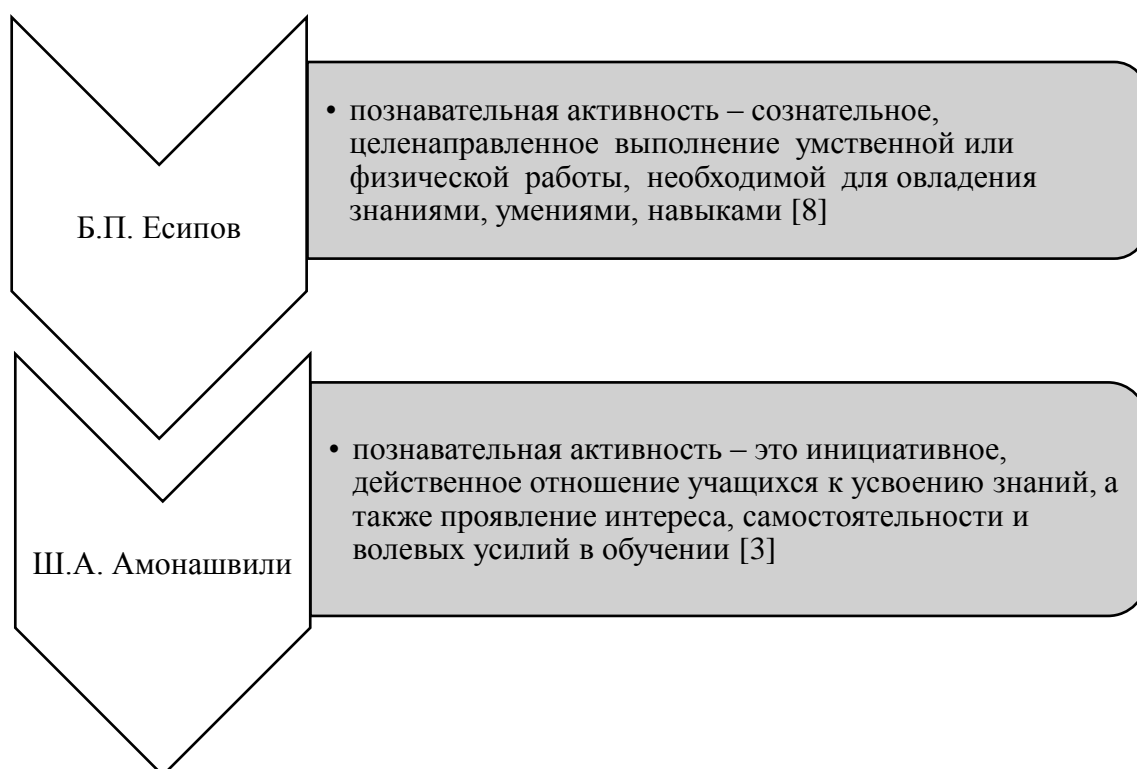 Б.П. Есипов
• познавательная активность – сознательное,
целенаправленное выполнение умственной или
физической работы, необходимой для овладения
знаниями, умениями, навыками [8]
Ш.А. Амонашвили
• познавательная активность – это инициативное,
действенное отношение учащихся к усвоению знаний, а
также проявление интереса, самостоятельности и
волевых усилий в обучении [3]